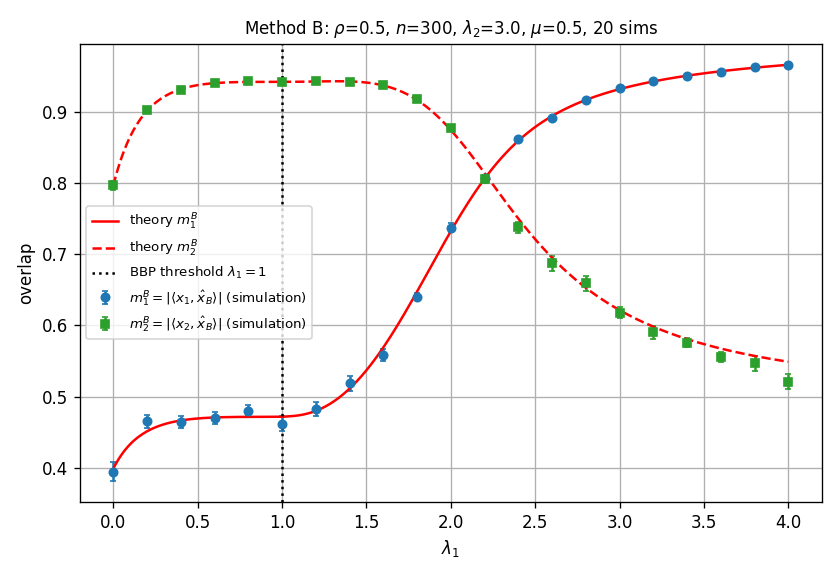 Method B: ρ=0.5, n=300, λ₂=3.0, μ=0.5, 20 sims
overlap
0.9
0.8
0.7
0.6
0.5
0.4
theory m₁ᴮ
theory m₂ᴮ
BBP threshold λ₁ = 1
m₁ᴮ = |⟨x₁, x̂_B⟩| (simulation)
m₂ᴮ = |⟨x₂, x̂_B⟩| (simulation)
0.0 0.5 1.0 1.5 2.0 2.5 3.0 3.5 4.0
λ₁